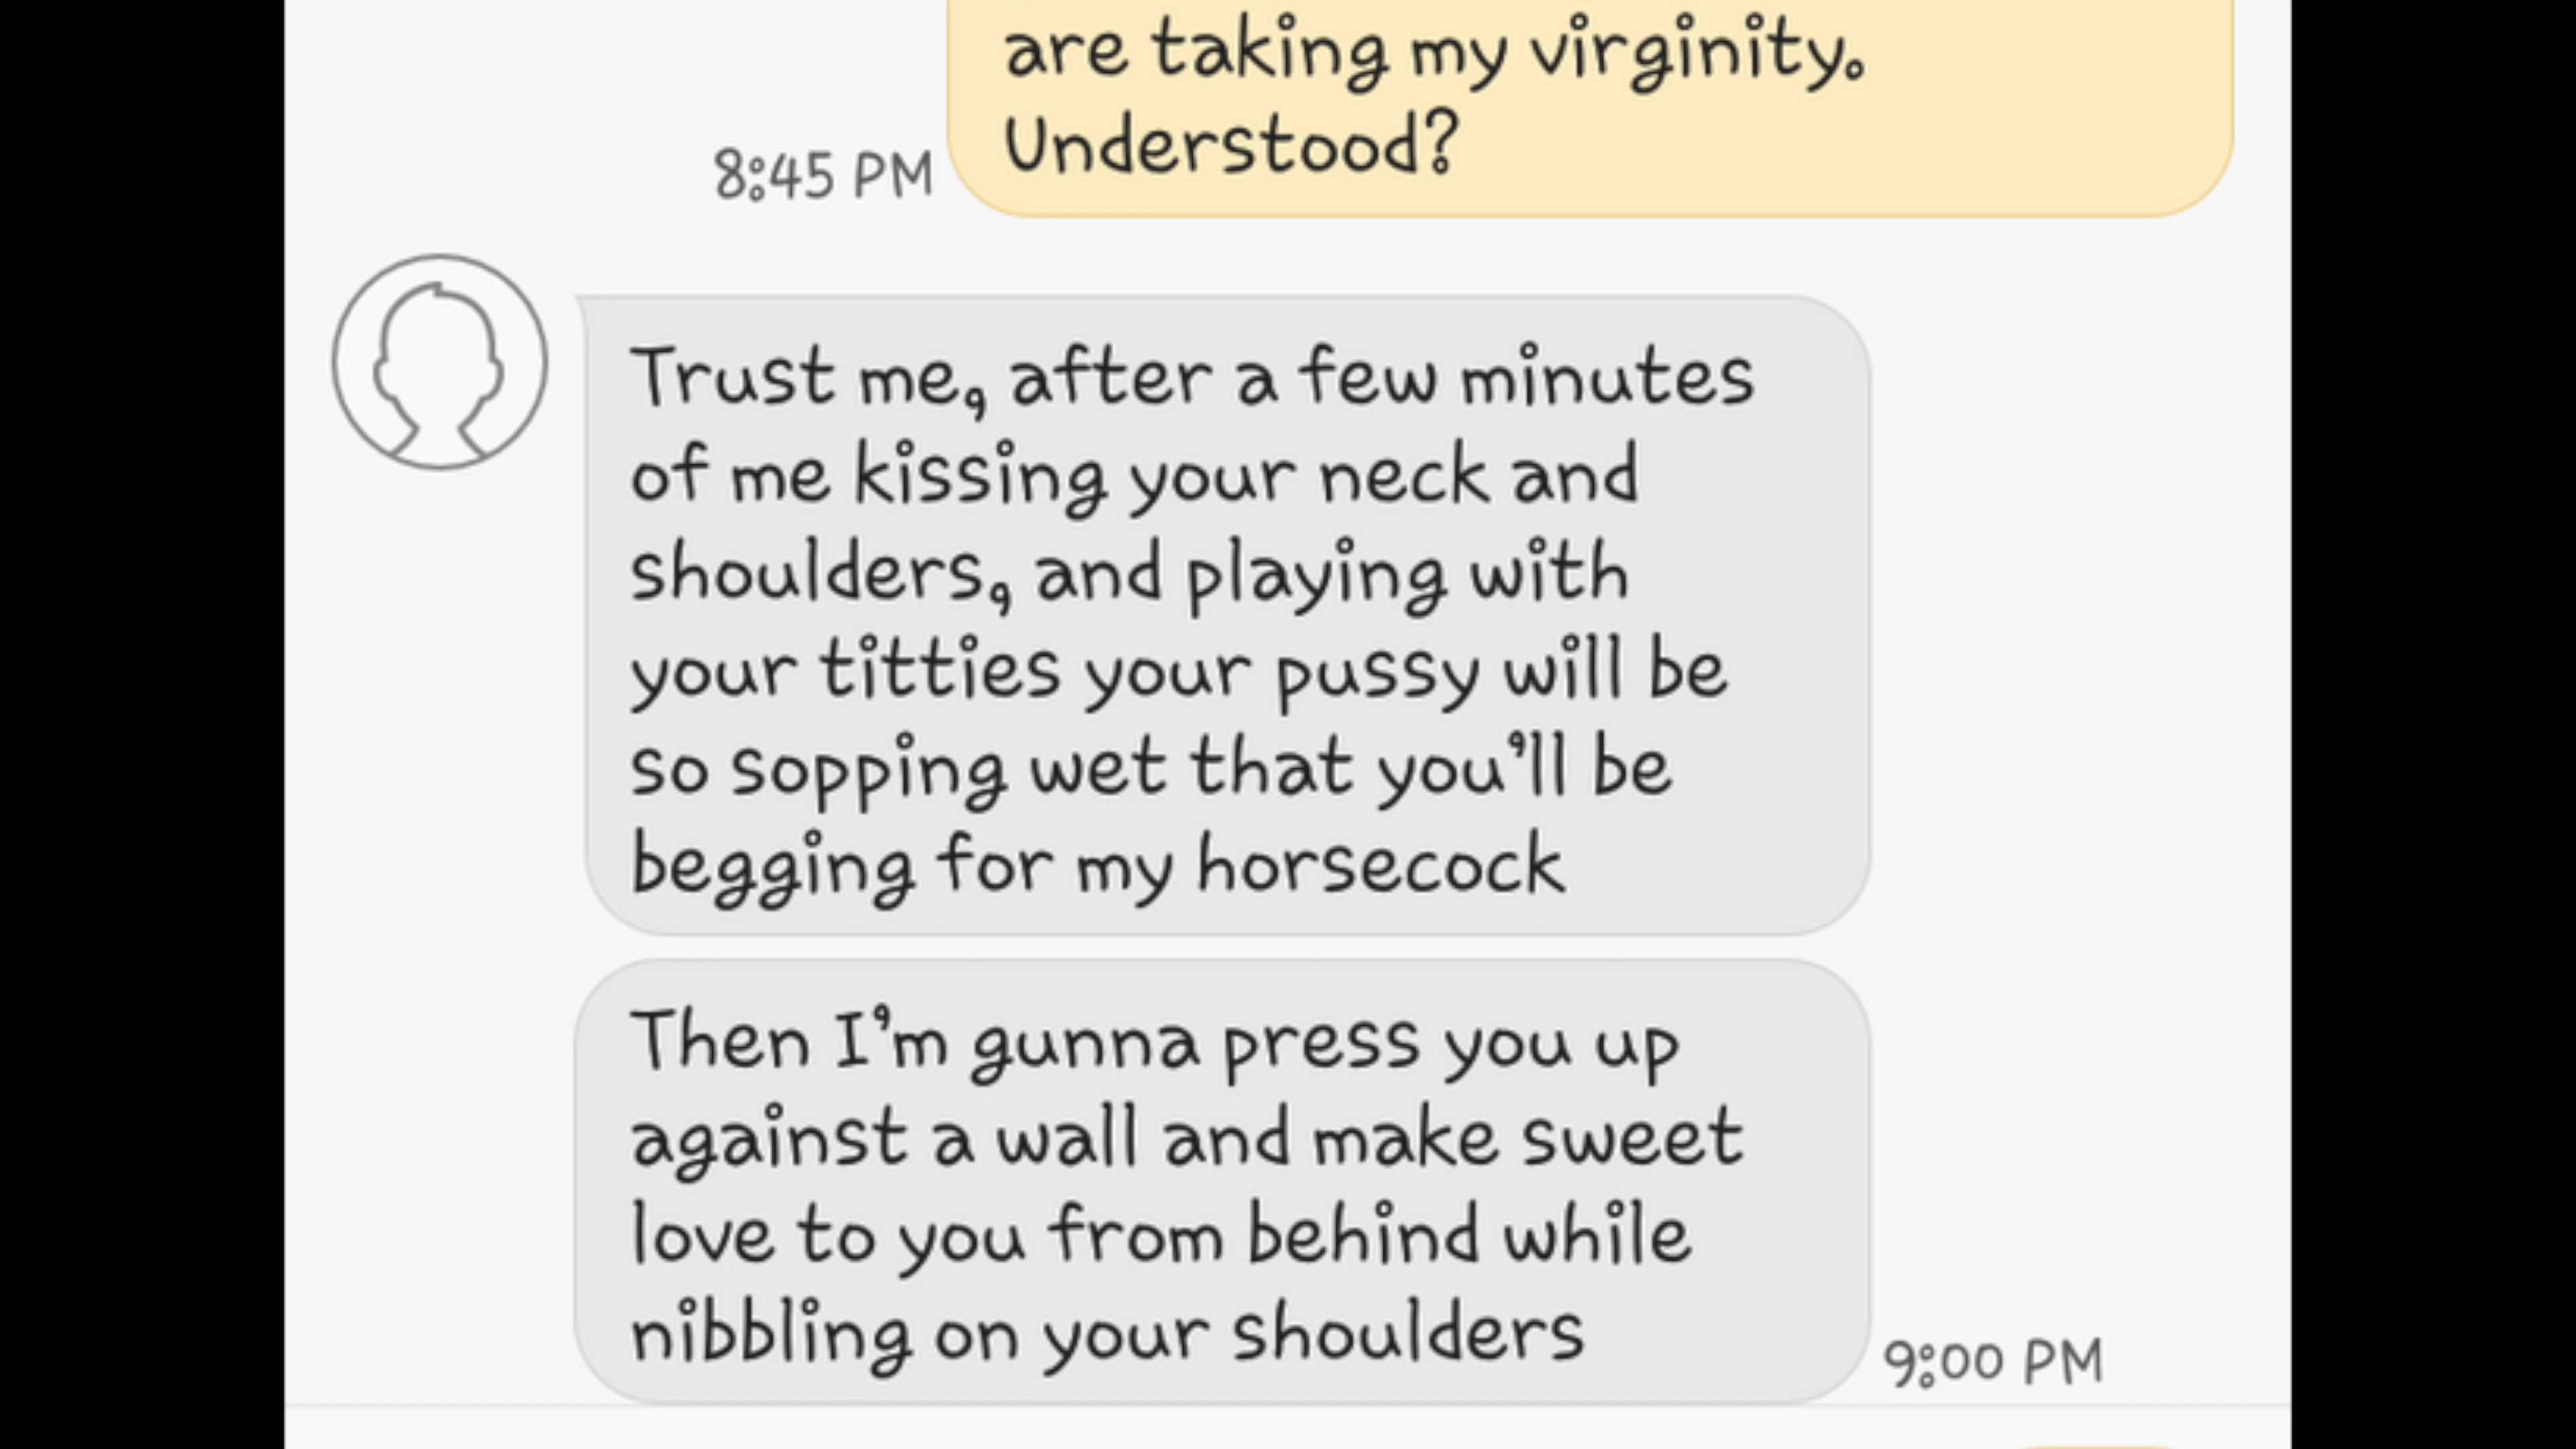 are taking my virginity.
Understood?
8:45 PM
Trust me, after a few minutes
of me kissing your neck and
shoulders, and playing with
your titties your pussy will be
so sopping wet that you'll be
begging for my horsecock
Then I'm gunna press you up
against a wall and make sweet
love to you from behind while
nibbling on your shoulders
9:00 PM